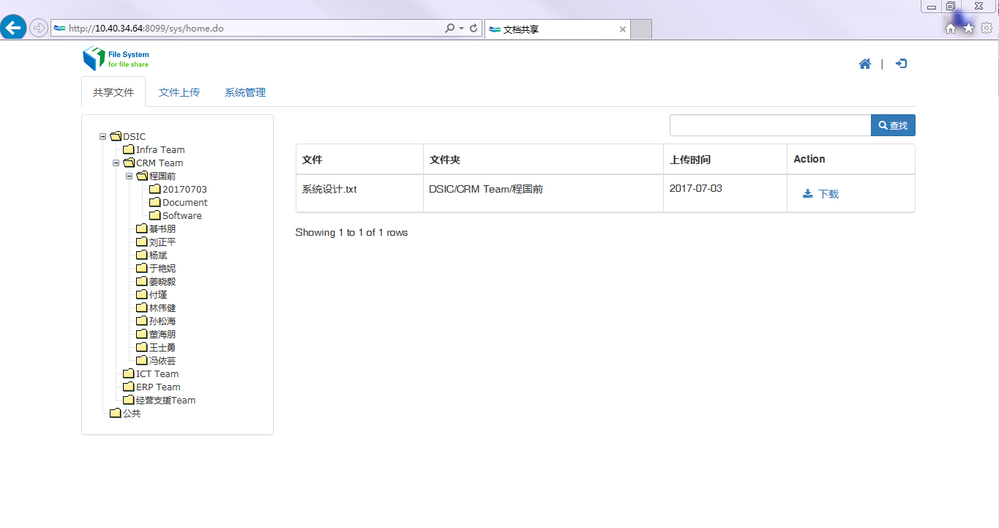 http://10.40.34.64:8099/sys/home.do
文档共享
File System
for file share
共享文件 文件上传 系统管理
查找
DSIC
Infra Team
CRM Team
程国前
20170703
Document
Software
綦书朋
刘正平
杨斌
于艳妮
姜晓毅
付瑾
林伟健
孙松海
董海朋
王士勇
冯依芸
ICT Team
ERP Team
经营支援Team
公共
文件 文件夹 上传时间 Action
系统设计.txt DSIC/CRM Team/程国前 2017-07-03 下载
Showing 1 to 1 of 1 rows